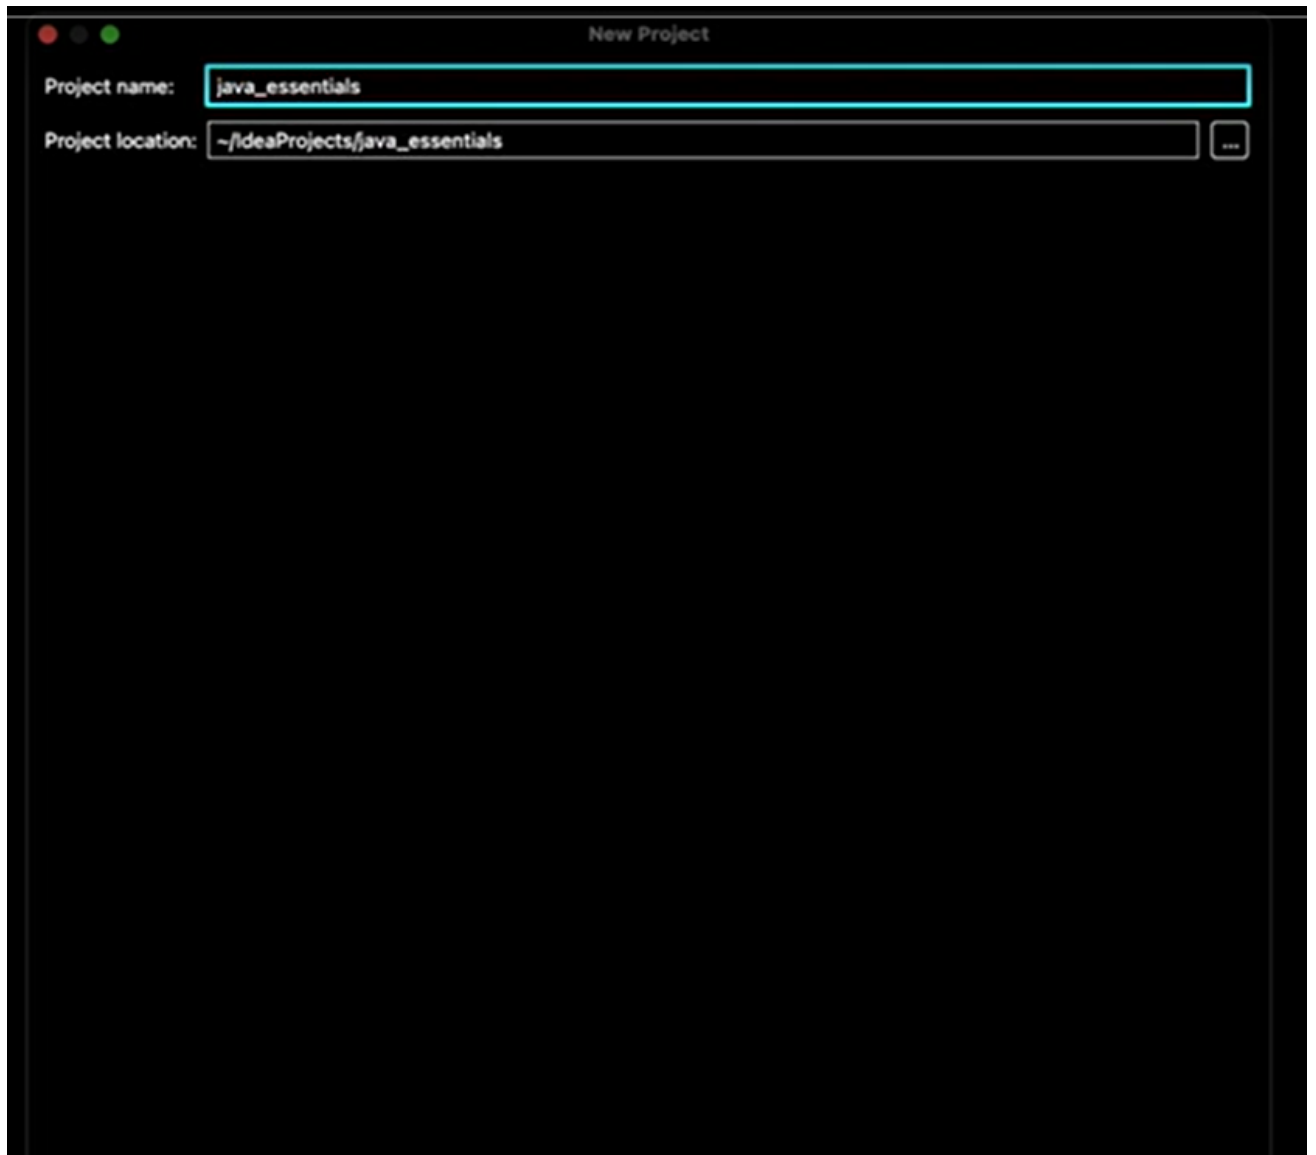 New Project
Project name: java_essentials
Project location: ~/IdeaProjects/java_essentials ...